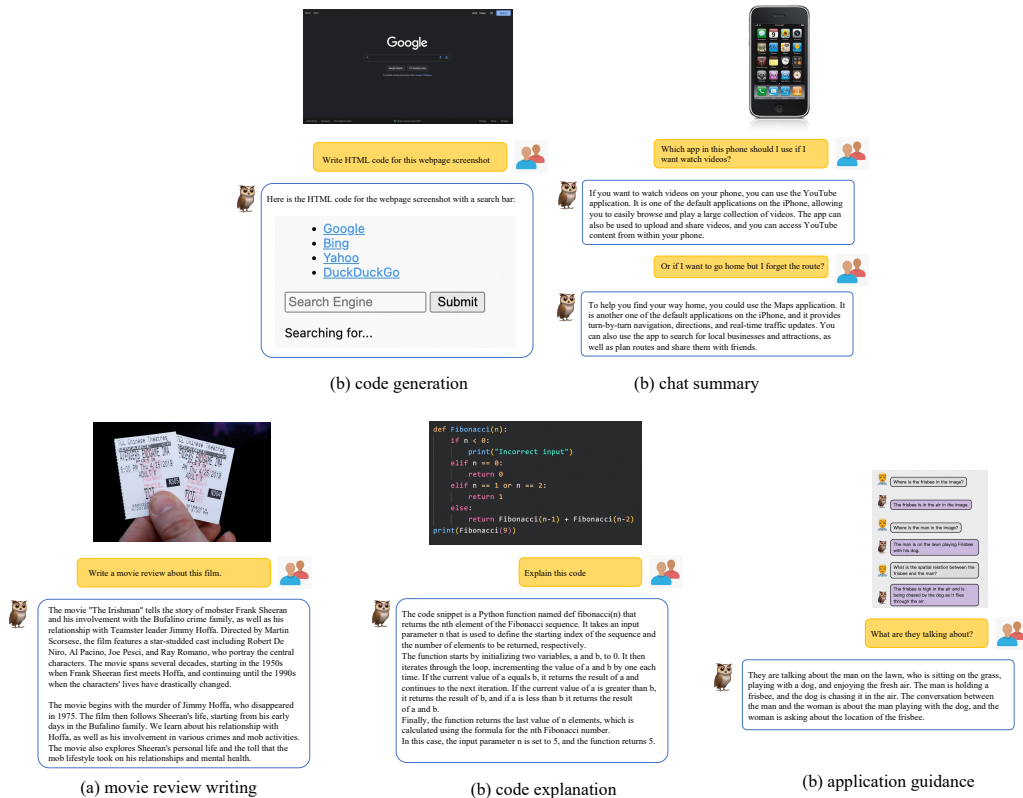 Google
Write HTML code for this webpage screenshot
Here is the HTML code for the webpage screenshot with a search bar:
Google
Bing
Yahoo
DuckDuckGo
Search Engine Submit
Searching for...
(b) code generation
Which app in this phone should I use if I
want watch videos?
If you want to watch videos on your phone, you can use the YouTube
application. It is one of the default applications on the iPhone, allowing
you to easily browse and play a large collection of videos. The app can
also be used to upload and share videos, and you can access YouTube
content from within your phone.
Or if I want to go home but I forget the route?
To help you find your way home, you could use the Maps application. It
is another one of the default applications on the iPhone, and it provides
turn-by-turn navigation, directions, and real-time traffic updates. You
can also use the app to search for local businesses and attractions, as
well as plan routes and share them with friends.
(b) chat summary
Write a movie review about this film.
The movie "The Irishman" tells the story of mobster Frank Sheeran
and his involvement with the Bufalino crime family, as well as his
relationship with Teamster leader Jimmy Hoffa. Directed by Martin
Scorsese, the film features a star-studded cast including Robert De
Niro, Al Pacino, Joe Pesci, and Ray Romano, who portray the central
characters. The movie spans several decades, starting in the 1950s
when Frank Sheeran first meets Hoffa, and continuing until the 1990s
when the characters' lives have drastically changed.
The movie begins with the murder of Jimmy Hoffa, who disappeared
in 1975. The film then follows Sheeran's life, starting from his early
days in the Bufalino family. We learn about his relationship with
Hoffa, as well as his involvement in various crimes and mob activities.
The movie also explores Sheeran's personal life and the toll that the
mob lifestyle took on his relationships and mental health.
(a) movie review writing
def Fibonacci(n):
if n < 0:
print("Incorrect input")
elif n == 0:
return 0
elif n == 1 or n == 2:
return 1
else:
return Fibonacci(n-1) + Fibonacci(n-2)
print(Fibonacci(9))
Explain this code
The code snippet is a Python function named def fibonacci(n) that
returns the nth element of the Fibonacci sequence. It takes an input
parameter n that is used to define the starting index of the sequence and
the number of elements to be returned, respectively.
The function starts by initializing two variables, a and b, to 0. It then
iterates through the loop, incrementing the value of a and b by one each
time. If the current value of a equals b, it returns the result of a and
continues to the next iteration. If the current value of a is greater than b,
it returns the result of b, and if a is less than b it returns the result
of a and b.
Finally, the function returns the last value of n elements, which is
calculated using the formula for the nth Fibonacci number.
In this case, the input parameter n is set to 5, and the function returns 5.
(b) code explanation
Where is the frisbee in the image?
The frisbee is in the air in the image.
Where is the man in the image?
The man is on the lawn playing Frisbee
with his dog.
What is the spatial relation between the
frisbee and the man?
The frisbee is high in the air and is
being chased by the dog as it flies
through the air.
What are they talking about?
They are talking about the man on the lawn, who is sitting on the grass,
playing with a dog, and enjoying the fresh air. The man is holding a
frisbee, and the dog is chasing it in the air. The conversation between
the man and the woman is about the man playing with the dog, and the
woman is asking about the location of the frisbee.
(b) application guidance